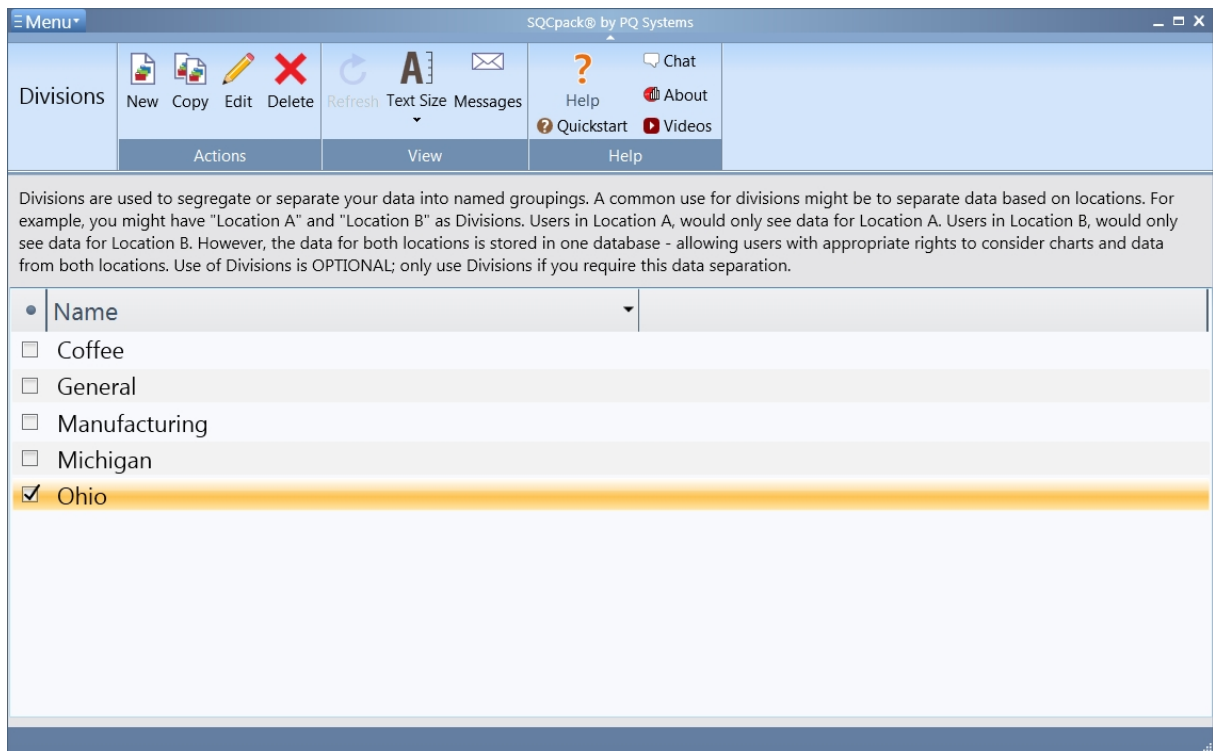 Menu
SQCpack® by PQ Systems
Divisions
New Copy Edit Delete
Refresh Text Size Messages
Help
Quickstart
Chat
About
Videos
Actions
View
Help
Divisions are used to segregate or separate your data into named groupings. A common use for divisions might be to separate data based on locations. For
example, you might have "Location A" and "Location B" as Divisions. Users in Location A, would only see data for Location A. Users in Location B, would only
see data for Location B. However, the data for both locations is stored in one database - allowing users with appropriate rights to consider charts and data
from both locations. Use of Divisions is OPTIONAL; only use Divisions if you require this data separation.
Name
Coffee
General
Manufacturing
Michigan
Ohio